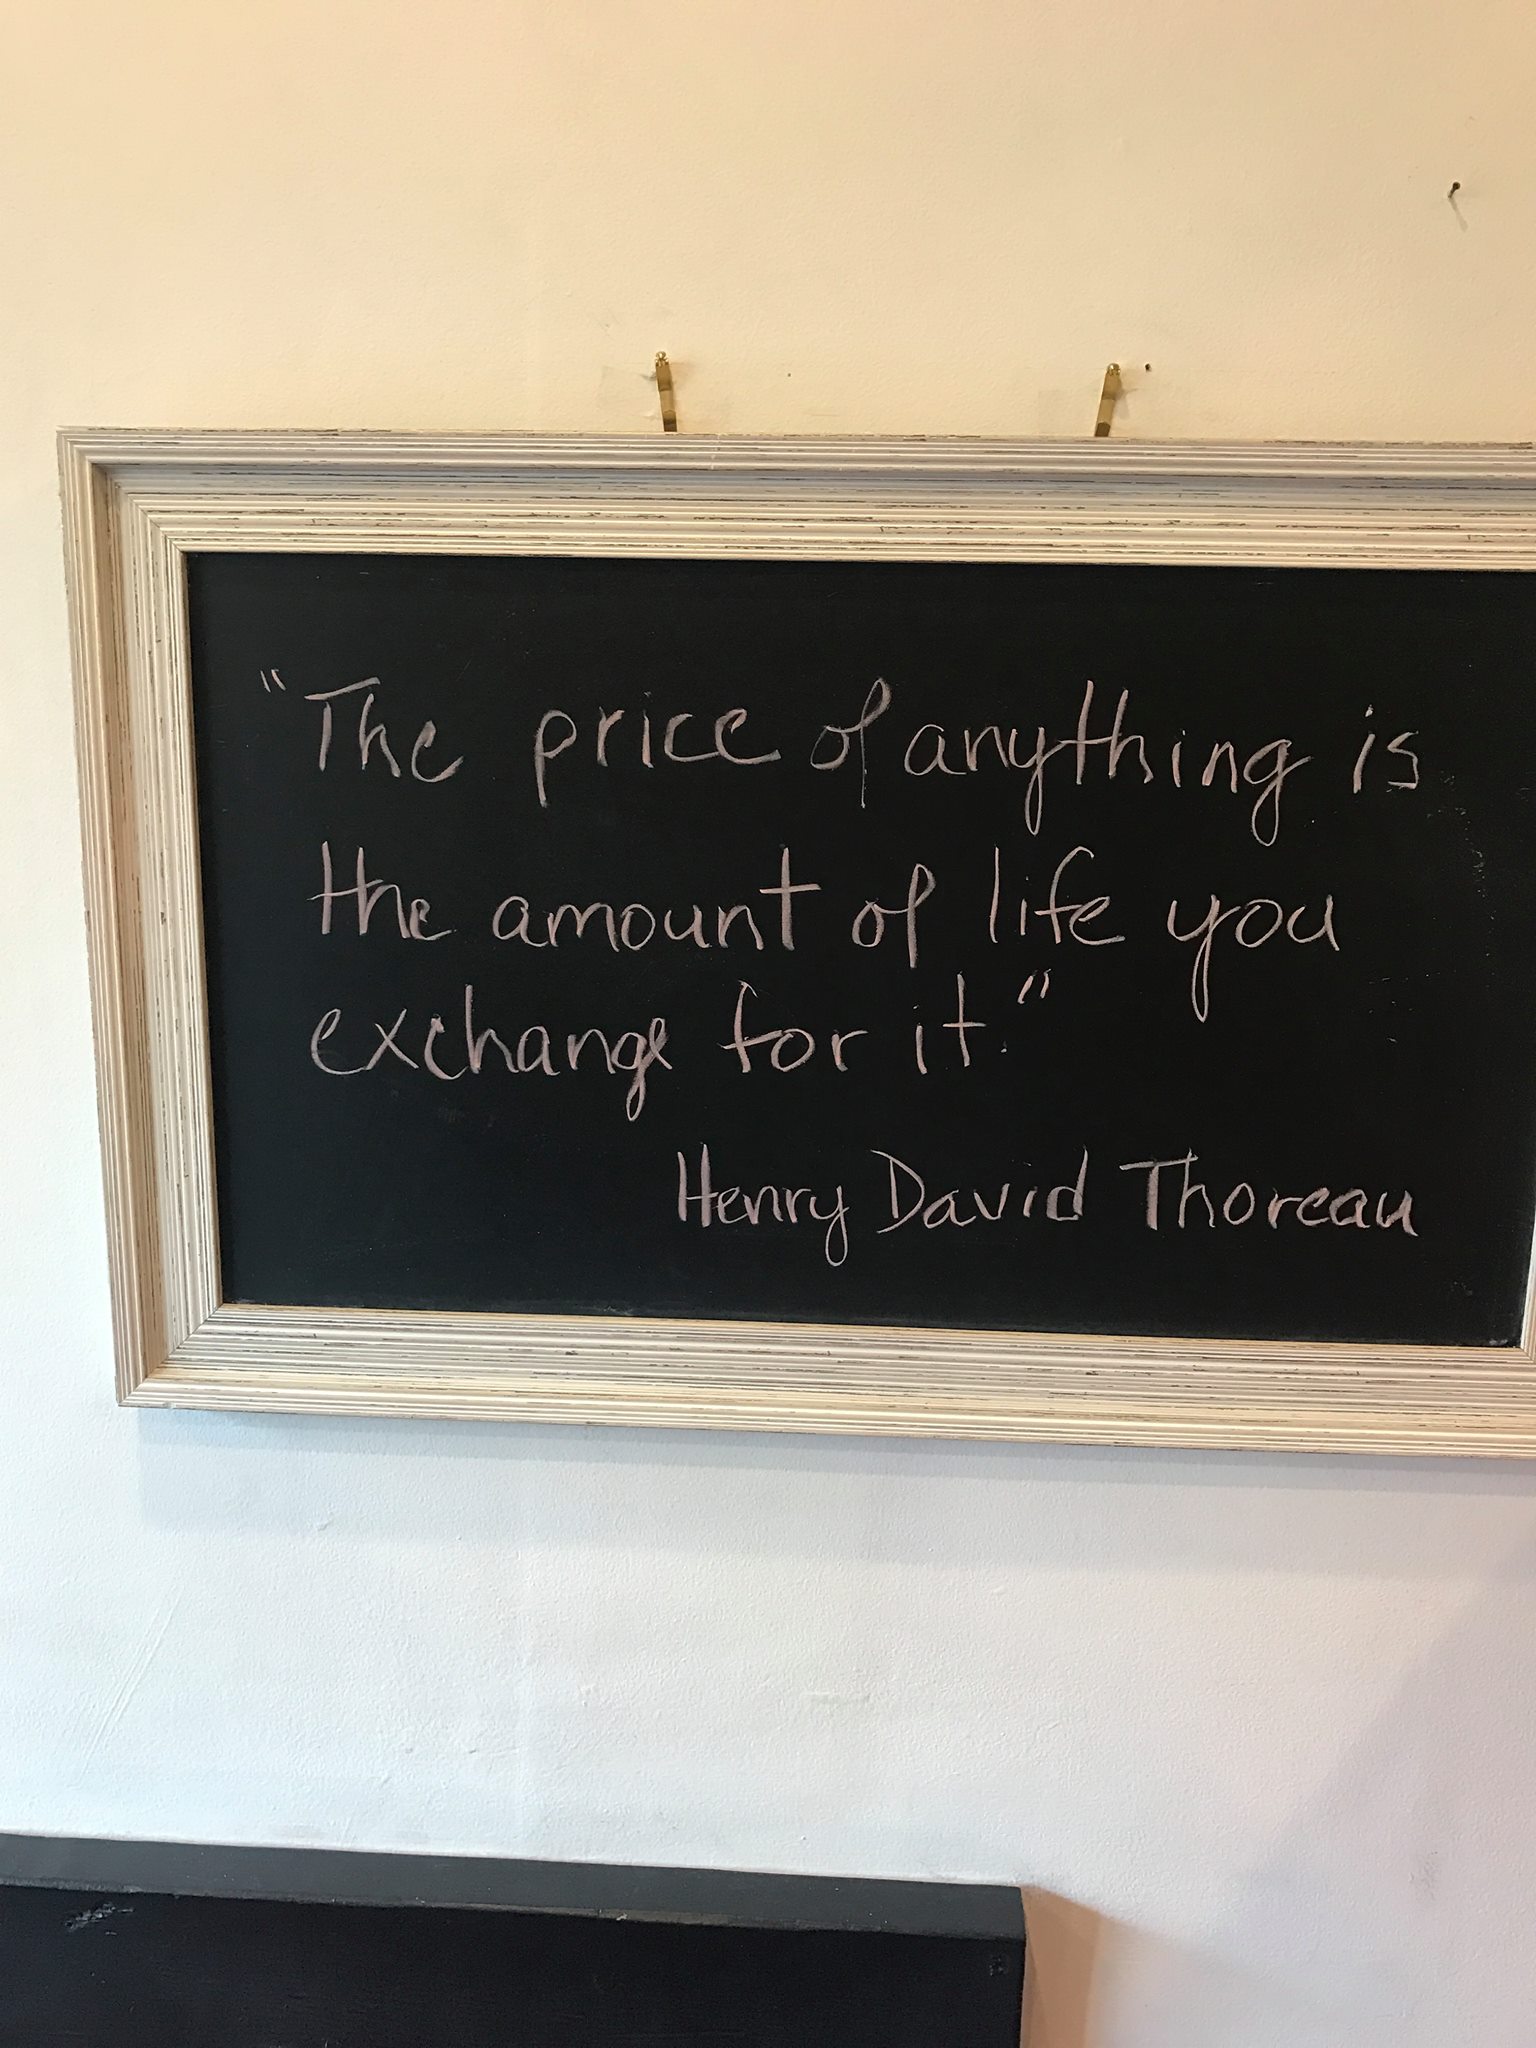 "The price of anything is
the amount of life you
exchange for it."
Henry David Thoreau